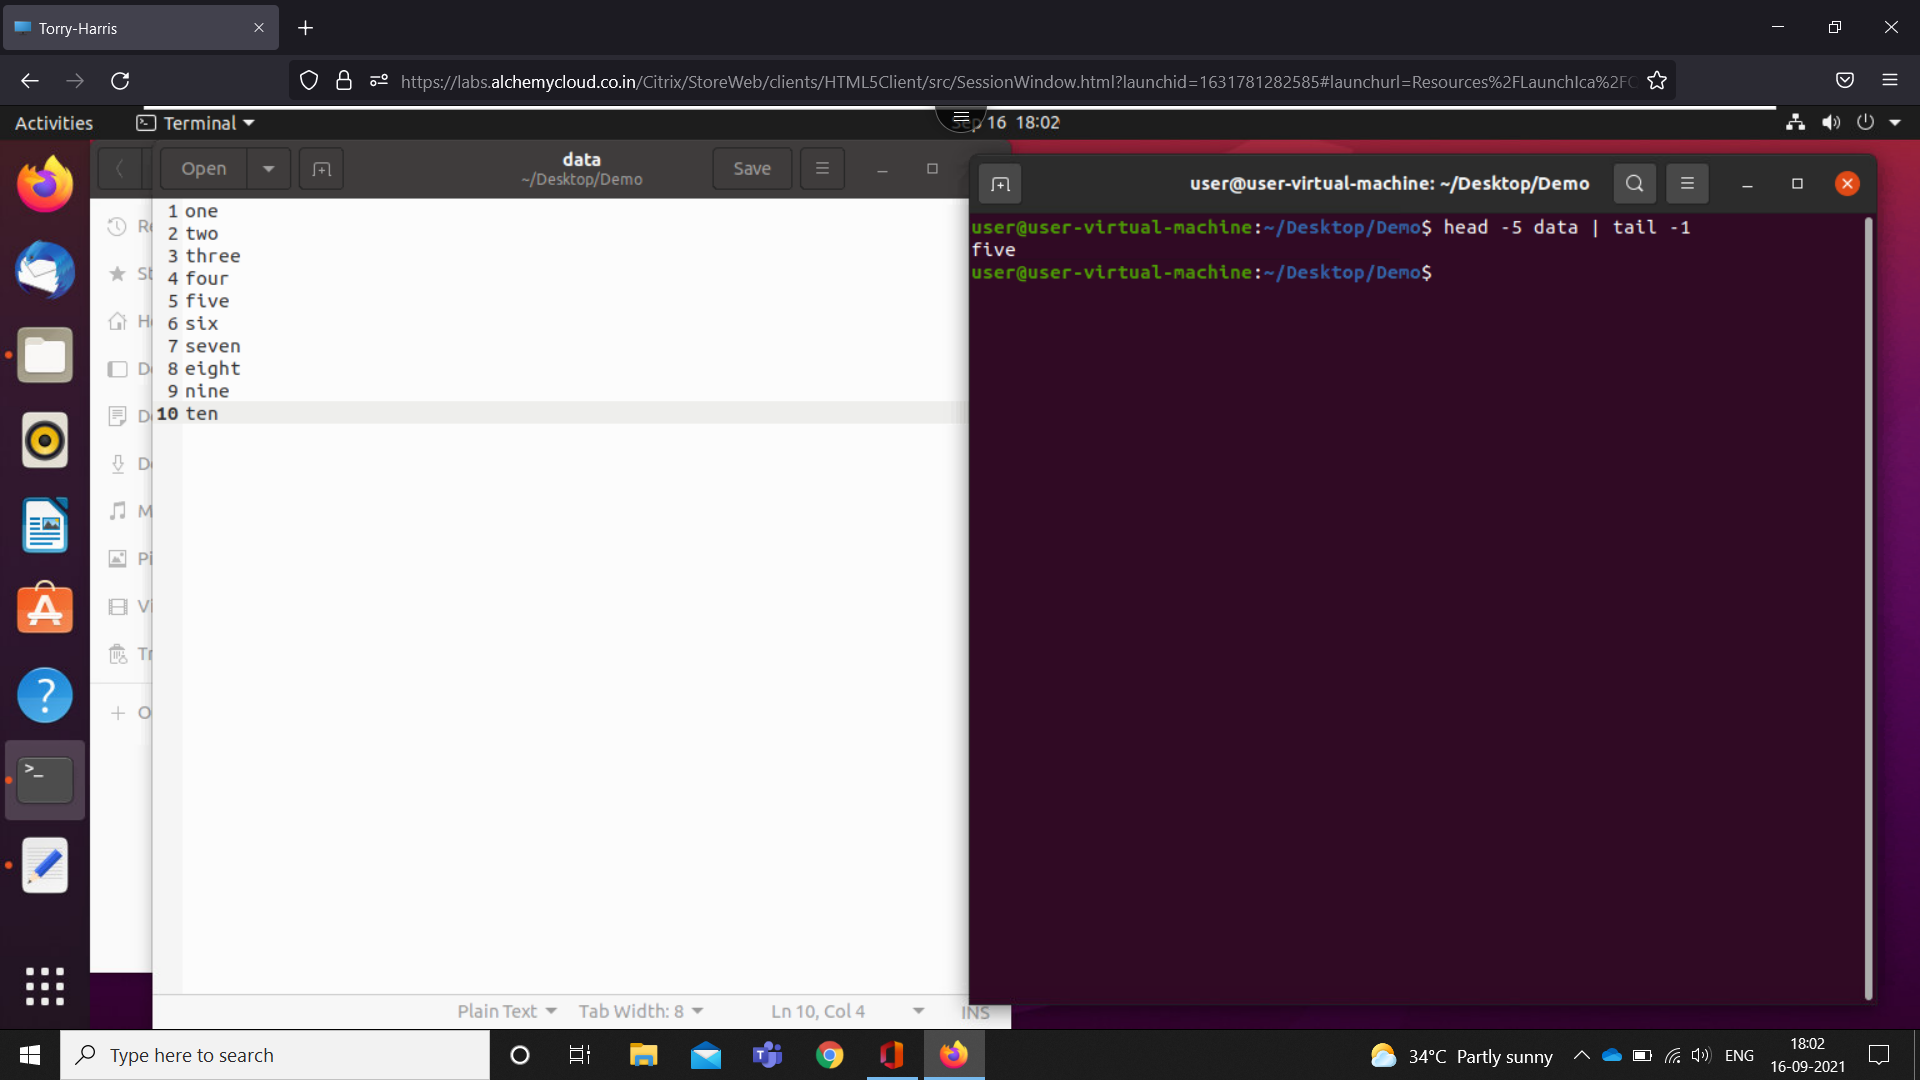 Torry-Harris
https://labs.alchemycloud.co.in/Citrix/StoreWeb/clients/HTML5Client/src/SessionWindow.html?launchid=1631781282585#launchurl=Resources%2FLaunchIca%2FC
Activities
Terminal
16 18:02
Open
data
~/Desktop/Demo
Save
1 one
2 two
3 three
4 four
5 five
6 six
7 seven
8 eight
9 nine
10 ten
Plain Text
Tab Width: 8
Ln 10, Col 4
INS
user@user-virtual-machine: ~/Desktop/Demo
user@user-virtual-machine:~/Desktop/Demo$ head -5 data | tail -1
five
user@user-virtual-machine:~/Desktop/Demo$
Type here to search
34°C Partly sunny
ENG
18:02
16-09-2021